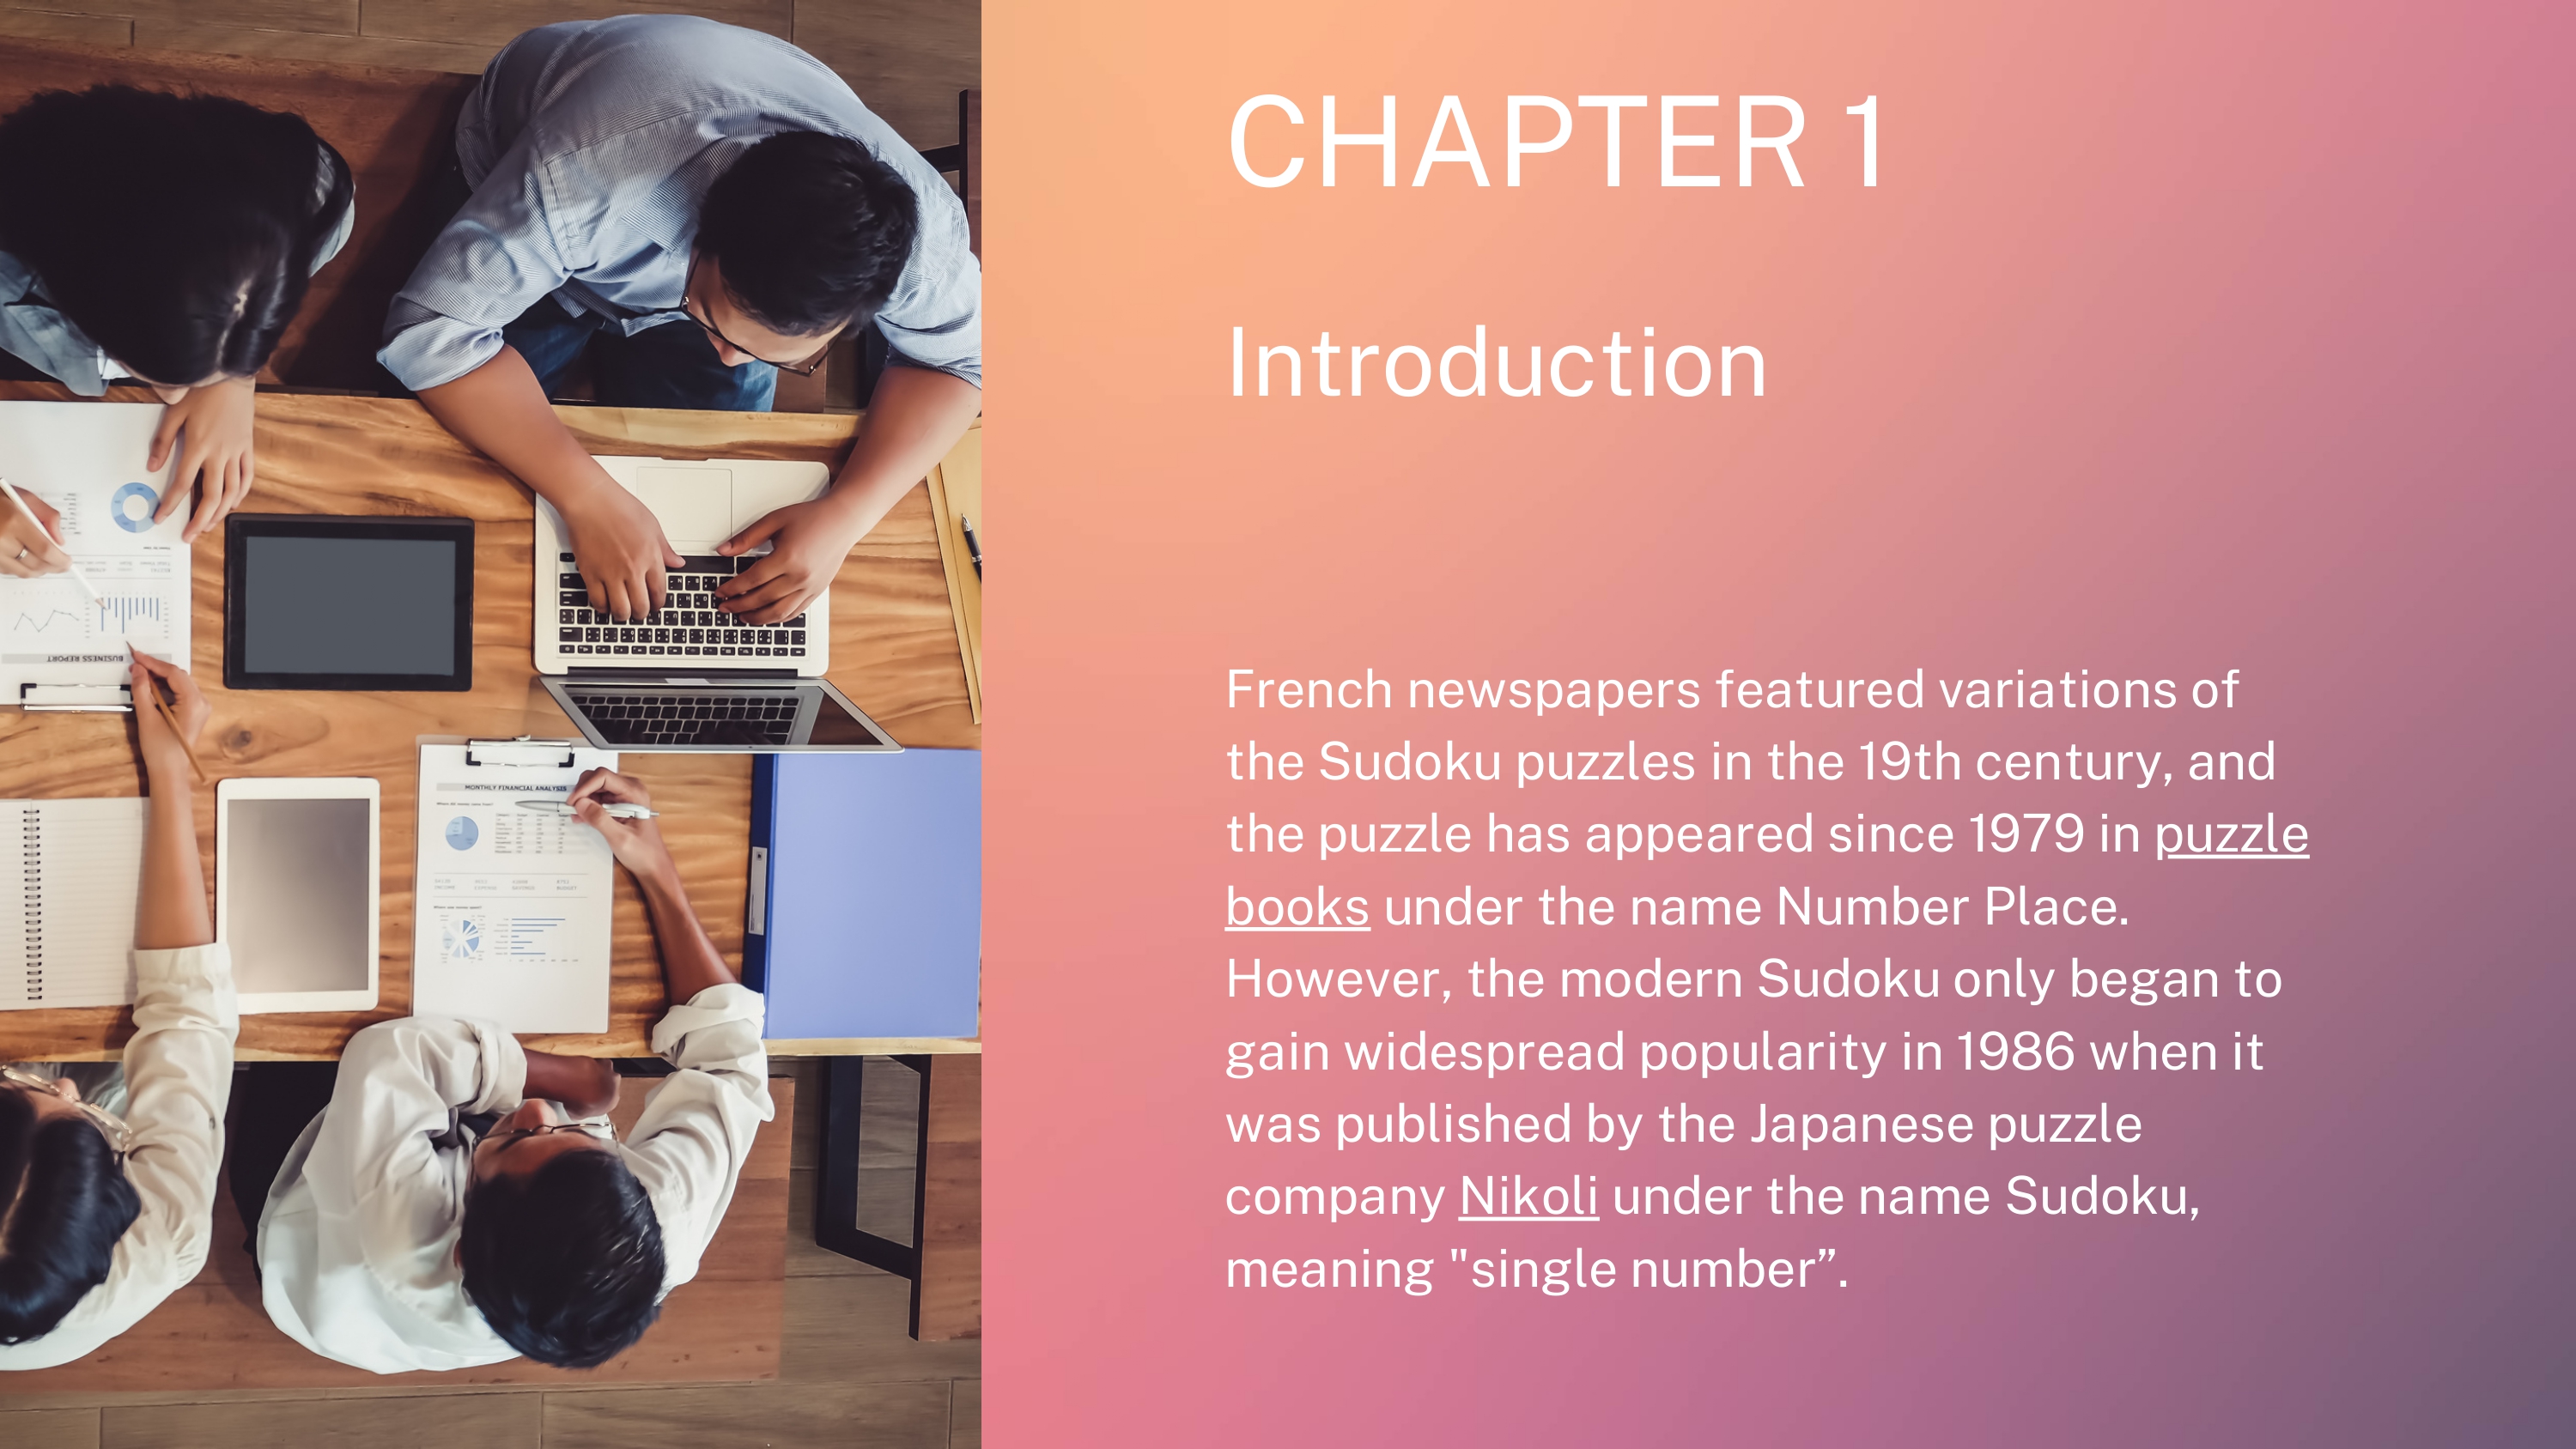 CHAPTER 1
Introduction
French newspapers featured variations of
the Sudoku puzzles in the 19th century, and
the puzzle has appeared since 1979 in puzzle
books under the name Number Place.
However, the modern Sudoku only began to
gain widespread popularity in 1986 when it
was published by the Japanese puzzle
company Nikoli under the name Sudoku,
meaning "single number”.
BUSINESS REPORT
MONTHLY FINANCIAL ANALYSIS